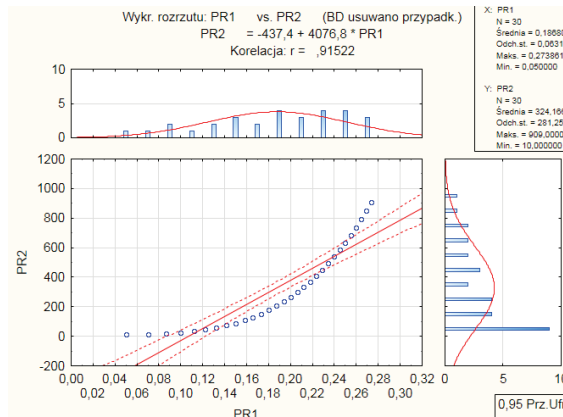 Wykr. rozrzutu: PR1 vs. PR2 (BD usuwano przypadk.)
PR2 = -437,4 + 4076,8 * PR1
Korelacja: r = ,91522
X: PR1
N = 30
Średnia = 0,18680
Odch.st. = 0,0631
Maks. = 0,273861
Min. = 0,050000
Y: PR2
N = 30
Średnia = 324,166
Odch.st. = 281,25
Maks. = 909,0000
Min. = 10,000000
10
5
0
1200
1000
800
600
400
200
0
-200
PR2
0,00 0,04 0,08 0,12 0,16 0,20 0,24 0,28 0,32
0,02 0,06 0,10 0,14 0,18 0,22 0,26 0,30
PR1
0 5 10
0,95 Prz.Ufn